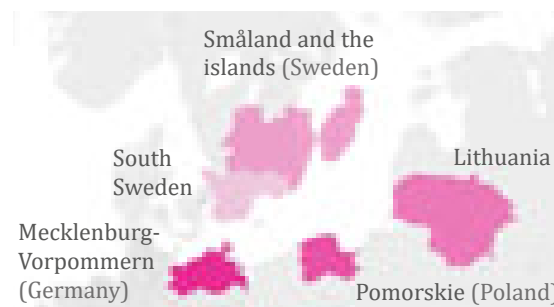 Småland and the
islands (Sweden)
South
Sweden
Lithuania
Mecklenburg-
Vorpommern
(Germany)
Pomorskie (Poland)